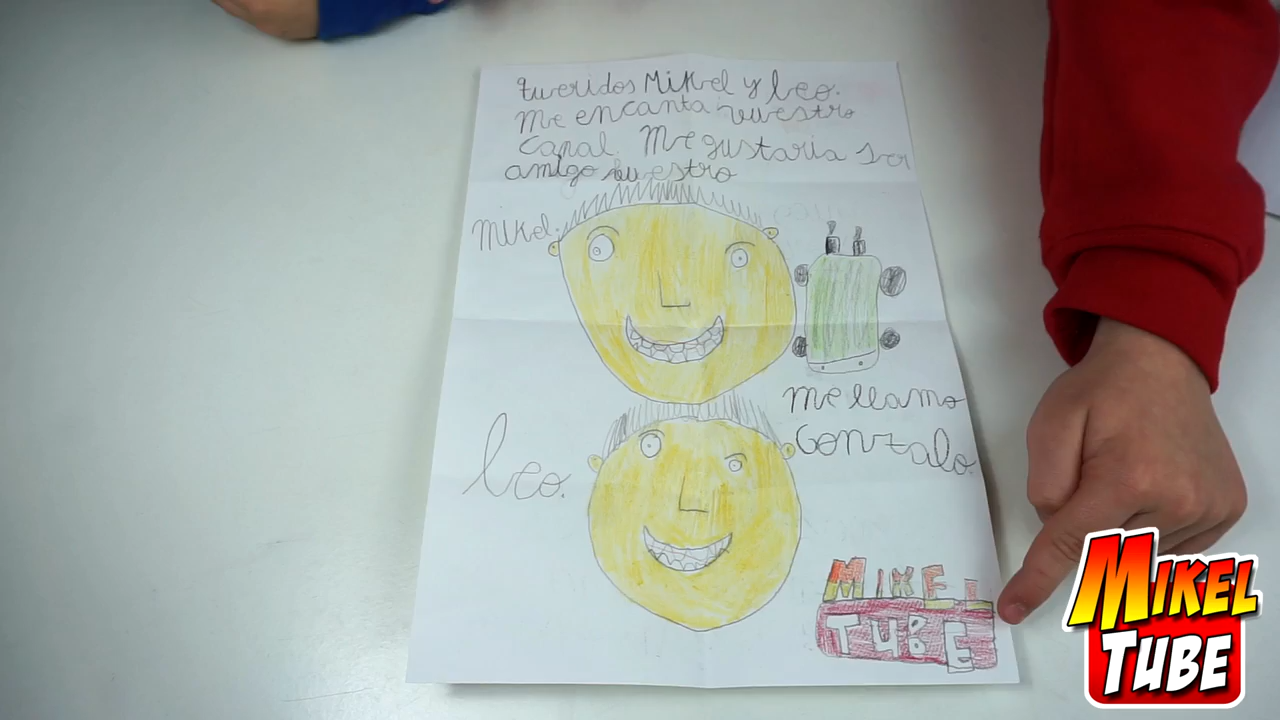 Queridos Mikel y Leo.
Me encanta vuestro
canal. Me gustaría ser
amigo vuestro
Mikel.
me llamo
Gonzalo.
Leo.
MIKEL
TUBE
MIKEL
TUBE